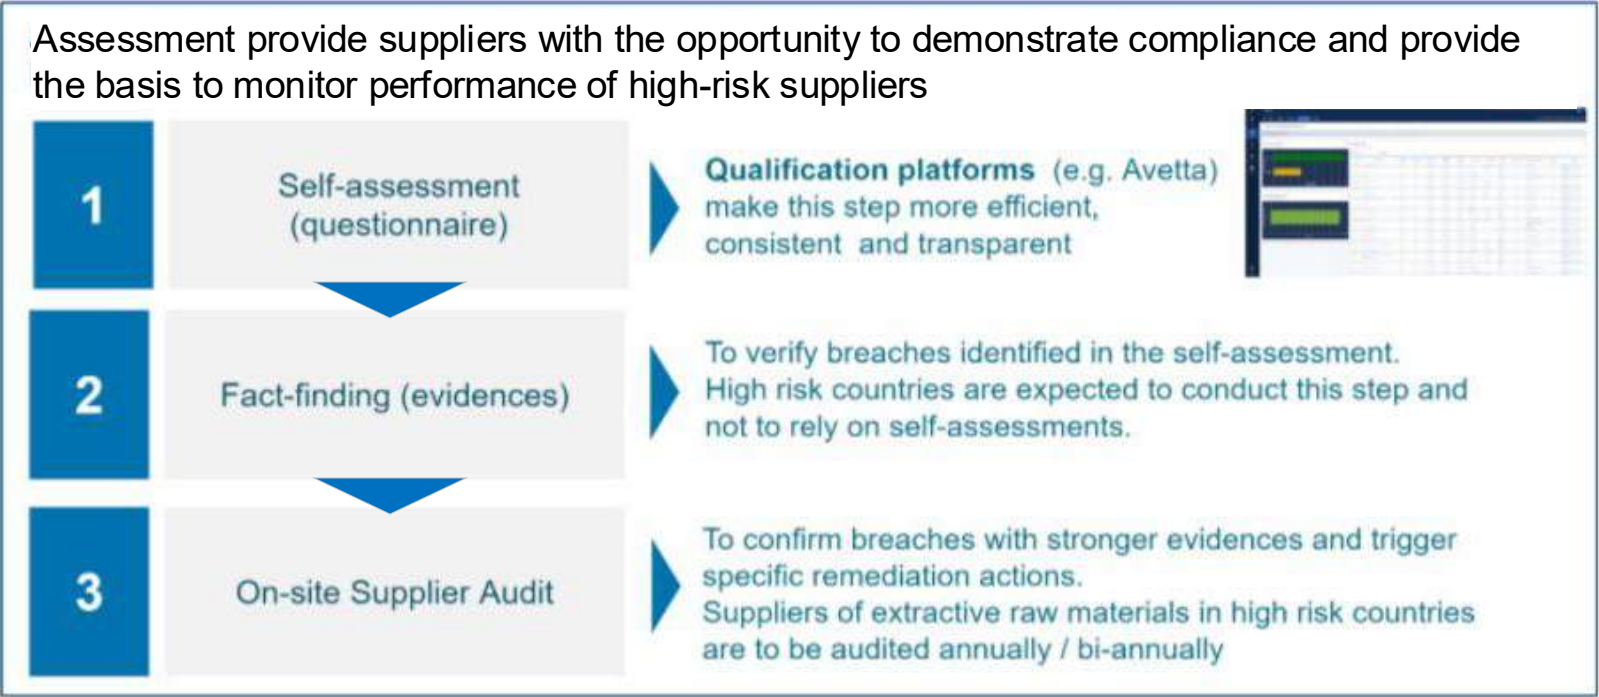 Assessment provide suppliers with the opportunity to demonstrate compliance and provide
the basis to monitor performance of high-risk suppliers
1
Self-assessment
(questionnaire)
Qualification platforms (e.g. Avetta)
make this step more efficient,
consistent and transparent
2
Fact-finding (evidences)
To verify breaches identified in the self-assessment.
High risk countries are expected to conduct this step and
not to rely on self-assessments.
3
On-site Supplier Audit
To confirm breaches with stronger evidences and trigger
specific remediation actions.
Suppliers of extractive raw materials in high risk countries
are to be audited annually / bi-annually